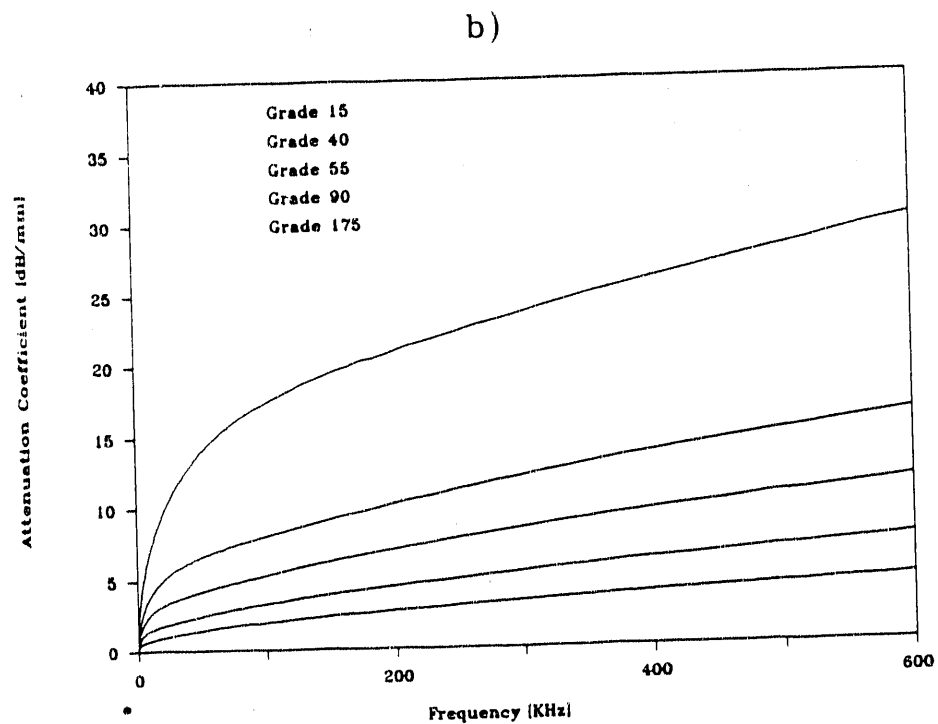 b)
40
Grade 15
Grade 40
35
Grade 55
Grade 90
30
Grade 175
25
20
15
10
5
0
Attenuation Coefficient [dB/mm]
0
200
400
600
Frequency [KHz]